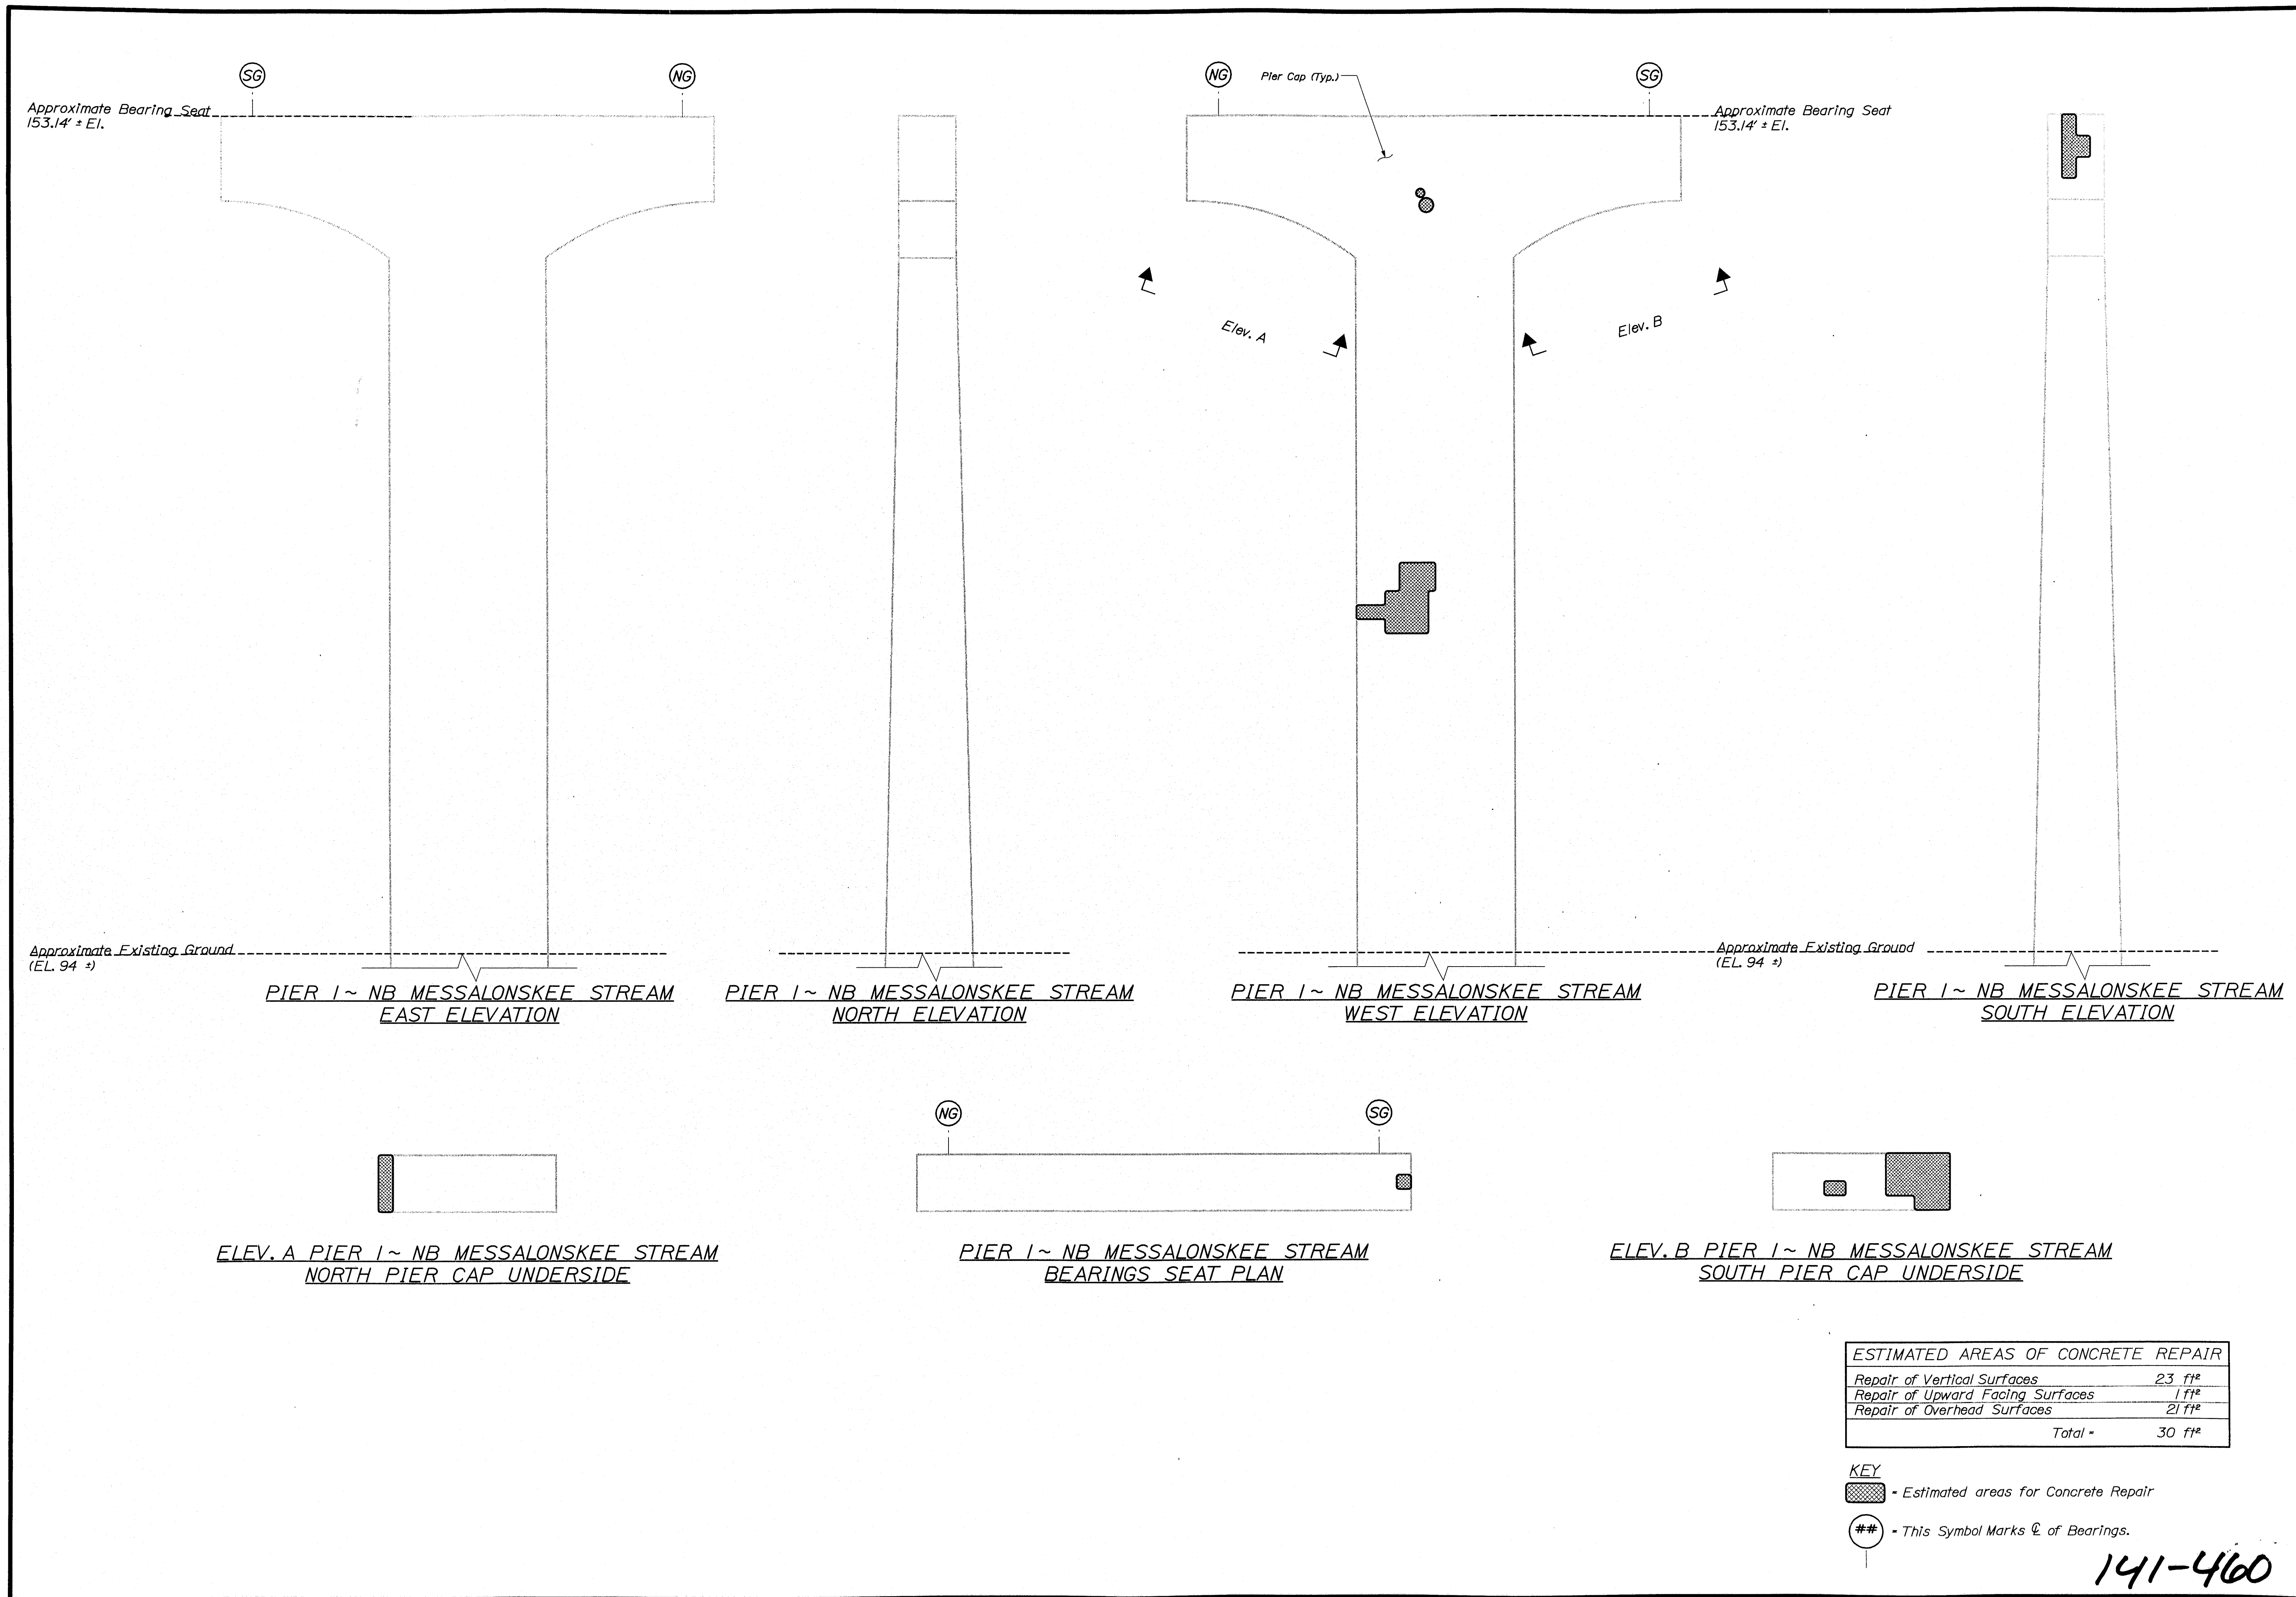 SG
NG
NG
Pier Cap (Typ.)
SG
Approximate Bearing Seat
153.14' ± El.
Approximate Bearing Seat
153.14' ± El.
Elev. A
Elev. B
Approximate Existing Ground
(EL. 94 ±)
Approximate Existing Ground
(EL. 94 ±)
PIER 1~ NB MESSALONSKEE STREAM
EAST ELEVATION
PIER 1~ NB MESSALONSKEE STREAM
NORTH ELEVATION
PIER 1~ NB MESSALONSKEE STREAM
WEST ELEVATION
PIER 1~ NB MESSALONSKEE STREAM
SOUTH ELEVATION
NG
SG
ELEV. A PIER 1~ NB MESSALONSKEE STREAM
NORTH PIER CAP UNDERSIDE
PIER 1~ NB MESSALONSKEE STREAM
BEARINGS SEAT PLAN
ELEV. B PIER 1~ NB MESSALONSKEE STREAM
SOUTH PIER CAP UNDERSIDE
ESTIMATED AREAS OF CONCRETE REPAIR
Repair of Vertical Surfaces 23 ft²
Repair of Upward Facing Surfaces 1 ft²
Repair of Overhead Surfaces 21 ft²
Total = 30 ft²
KEY
= Estimated areas for Concrete Repair
## = This Symbol Marks ℄ of Bearings.
141-460